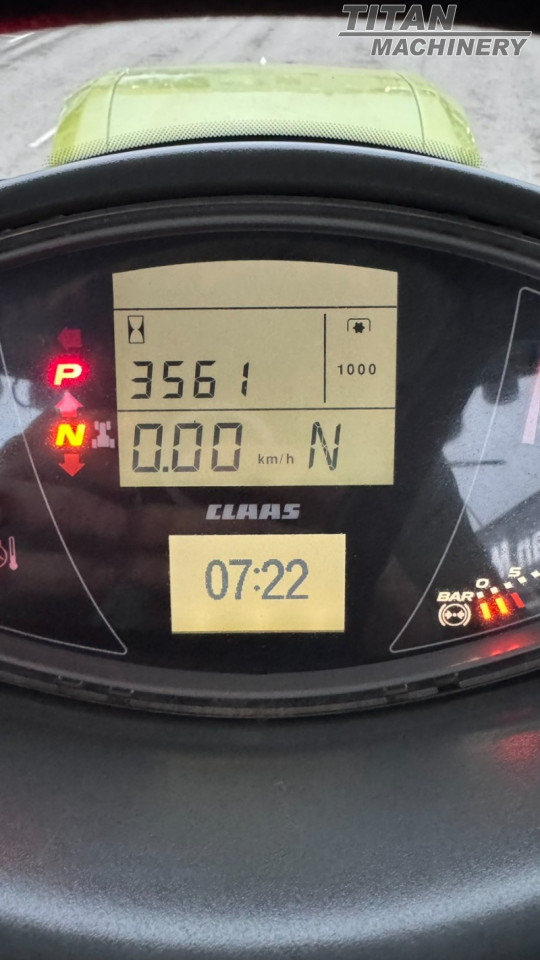 TITAN
MACHINERY
P
3561
1000
N
0.00 km/h N
CLAAS
07:22
0 5
BAR